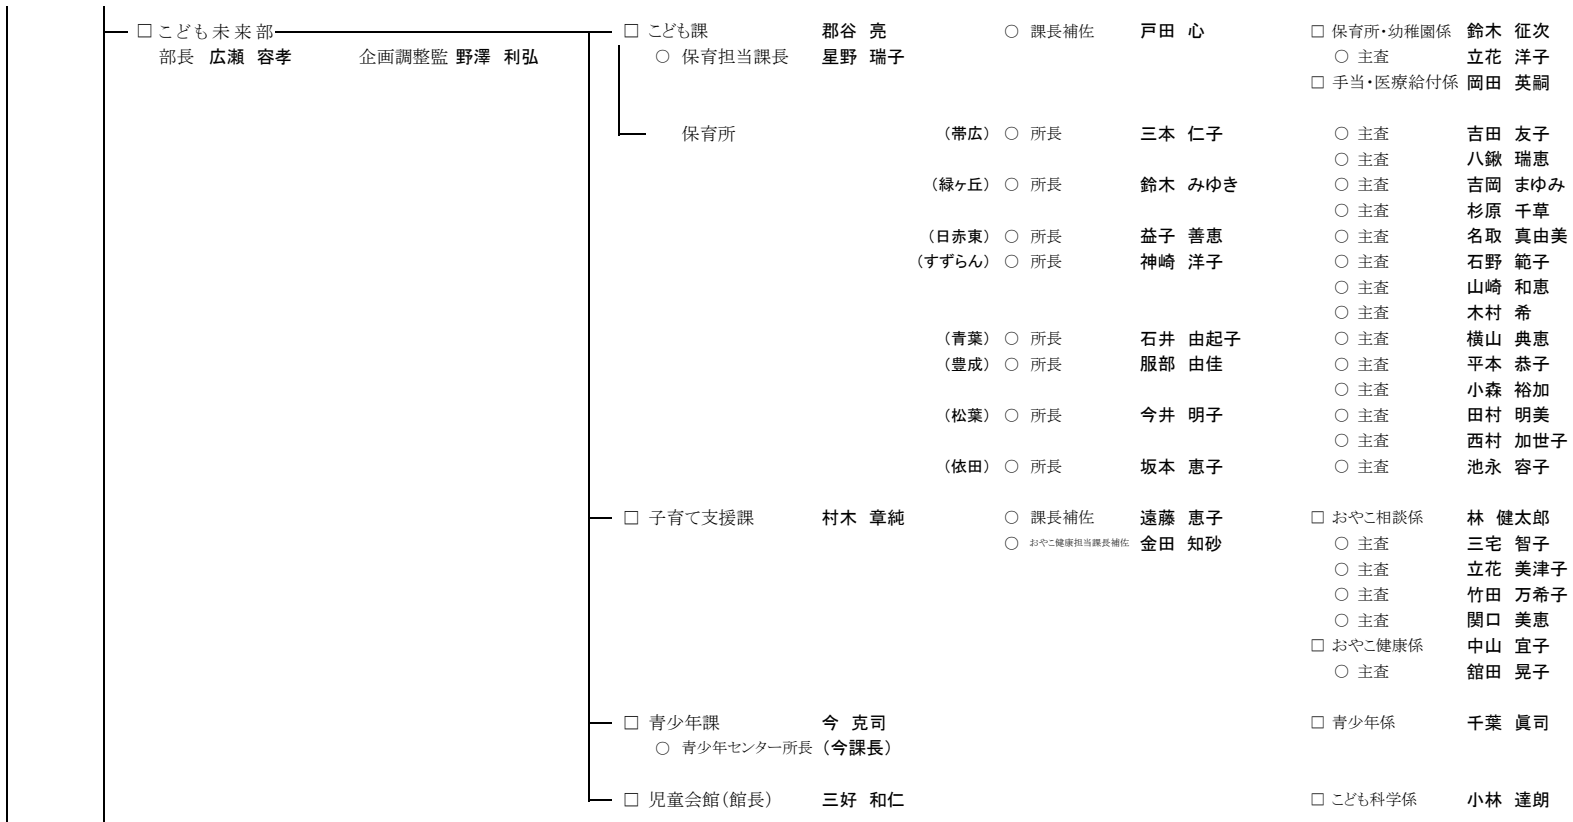 □ こども未来部 □ こども課 郡谷 亮 ○ 課長補佐 戸田 心 □ 保育所・幼稚園係 鈴木 征次
部長 広瀬 容孝 企画調整監 野澤 利弘 ○ 保育担当課長 星野 瑞子 ○ 主査 立花 洋子
□ 手当・医療給付係 岡田 英嗣
保育所 （帯広） ○ 所長 三本 仁子 ○ 主査 吉田 友子
○ 主査 八鍬 瑞恵
（緑ヶ丘） ○ 所長 鈴木 みゆき ○ 主査 吉岡 まゆみ
○ 主査 杉原 千草
（日赤東） ○ 所長 益子 善恵 ○ 主査 名取 真由美
（すずらん） ○ 所長 神崎 洋子 ○ 主査 石野 範子
○ 主査 山崎 和恵
○ 主査 木村 希
（青葉） ○ 所長 石井 由起子 ○ 主査 横山 典恵
（豊成） ○ 所長 服部 由佳 ○ 主査 平本 恭子
○ 主査 小森 裕加
（松葉） ○ 所長 今井 明子 ○ 主査 田村 明美
○ 主査 西村 加世子
（依田） ○ 所長 坂本 恵子 ○ 主査 池永 容子
□ 子育て支援課 村木 章純 ○ 課長補佐 遠藤 恵子 □ おやこ相談係 林 健太郎
○ おやこ健康担当課長補佐 金田 知砂 ○ 主査 三宅 智子
○ 主査 立花 美津子
○ 主査 竹田 万希子
○ 主査 関口 美恵
□ おやこ健康係 中山 宜子
○ 主査 舘田 晃子
□ 青少年課 今 克司 □ 青少年係 千葉 眞司
○ 青少年センター所長 （今課長）
□ 児童会館（館長） 三好 和仁 □ こども科学係 小林 達朗